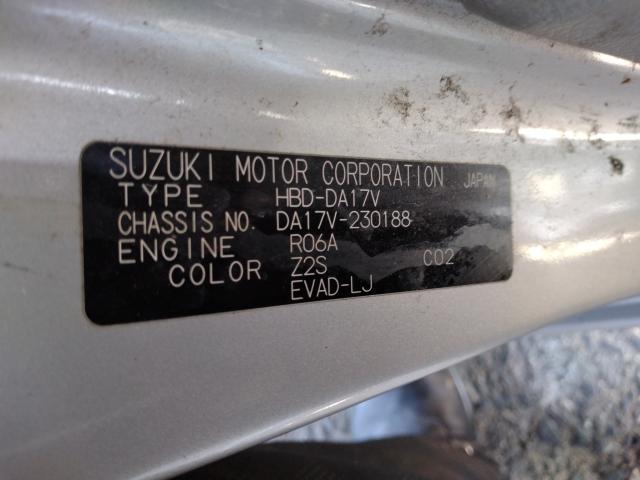 SUZUKI MOTOR CORPORATION JAPAN
TYPE HBD-DA17V
CHASSIS NO. DA17V-230188
ENGINE R06A
COLOR Z2S C02
EVAD-LJ